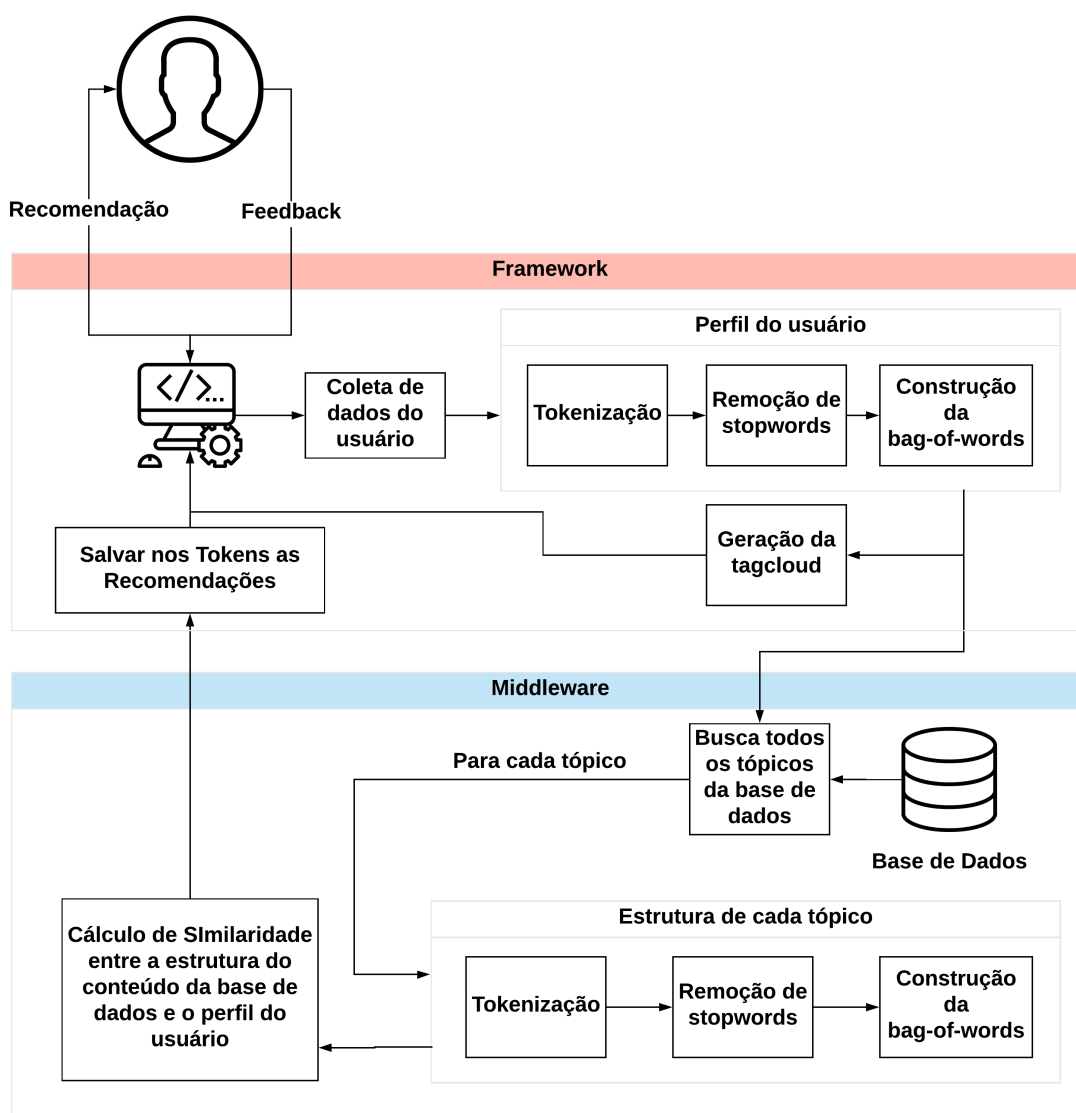 Recomendação
Feedback
Framework
Perfil do usuário
Coleta de
dados do
usuário
Tokenização
Remoção de
stopwords
Construção
da
bag-of-words
Salvar nos Tokens as
Recomendações
Geração da
tagcloud
Middleware
Para cada tópico
Busca todos
os tópicos
da base de
dados
Base de Dados
Cálculo de SImilaridade
entre a estrutura do
conteúdo da base de
dados e o perfil do
usuário
Estrutura de cada tópico
Tokenização
Remoção de
stopwords
Construção
da
bag-of-words